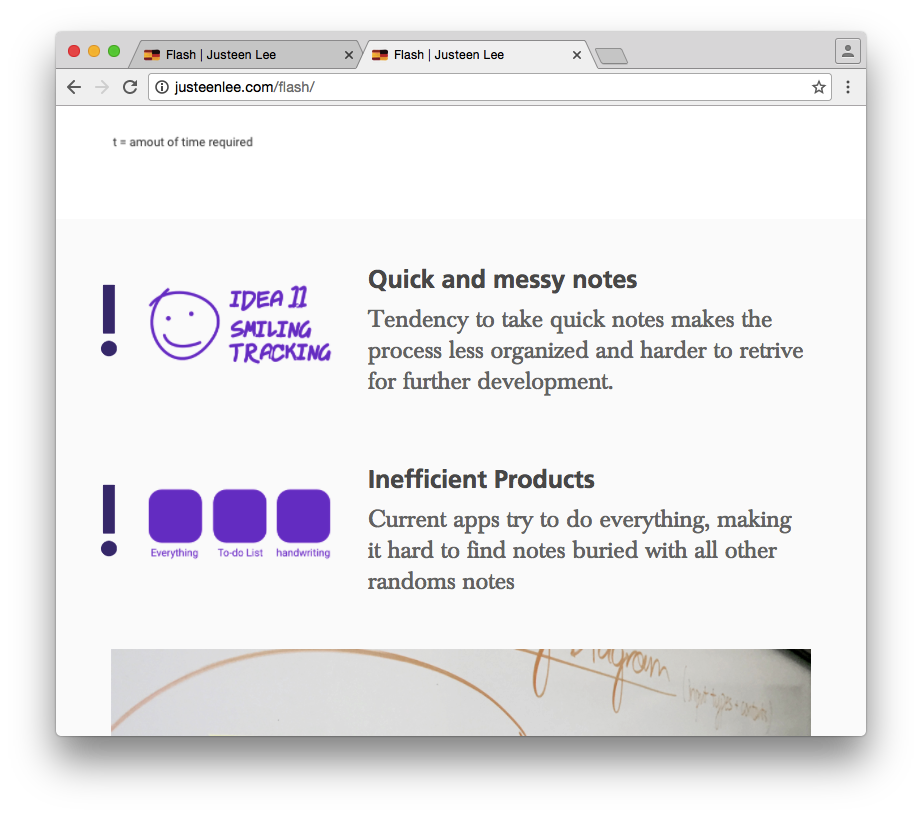 Flash | Justeen Lee
Flash | Justeen Lee
justeenlee.com/flash/
t = amout of time required
Quick and messy notes
IDEA 11
SMILING
TRACKING
Tendency to take quick notes makes the
process less organized and harder to retrive
for further development.
Inefficient Products
Current apps try to do everything, making
it hard to find notes buried with all other
randoms notes
Everything To-do List handwriting